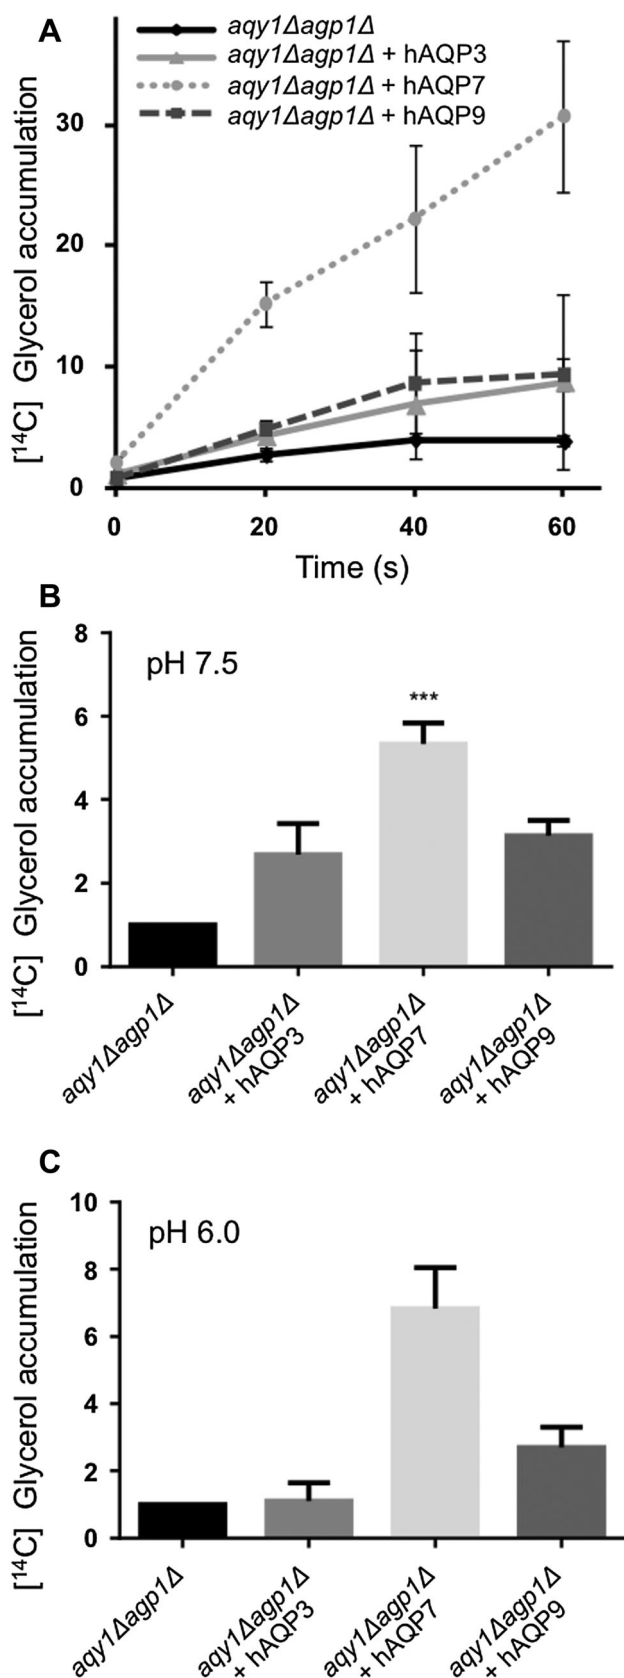 A
aqy1Δagp1Δ
aqy1Δagp1Δ + hAQP3
aqy1Δagp1Δ + hAQP7
aqy1Δagp1Δ + hAQP9
[¹⁴C] Glycerol accumulation
30
20
10
0
0 20 40 60
Time (s)
B
pH 7.5
***
[¹⁴C] Glycerol accumulation
8
6
4
2
0
aqy1Δagp1Δ
aqy1Δagp1Δ
+ hAQP3
aqy1Δagp1Δ
+ hAQP7
aqy1Δagp1Δ
+ hAQP9
C
pH 6.0
[¹⁴C] Glycerol accumulation
10
8
6
4
2
0
aqy1Δagp1Δ
aqy1Δagp1Δ
+ hAQP3
aqy1Δagp1Δ
+ hAQP7
aqy1Δagp1Δ
+ hAQP9